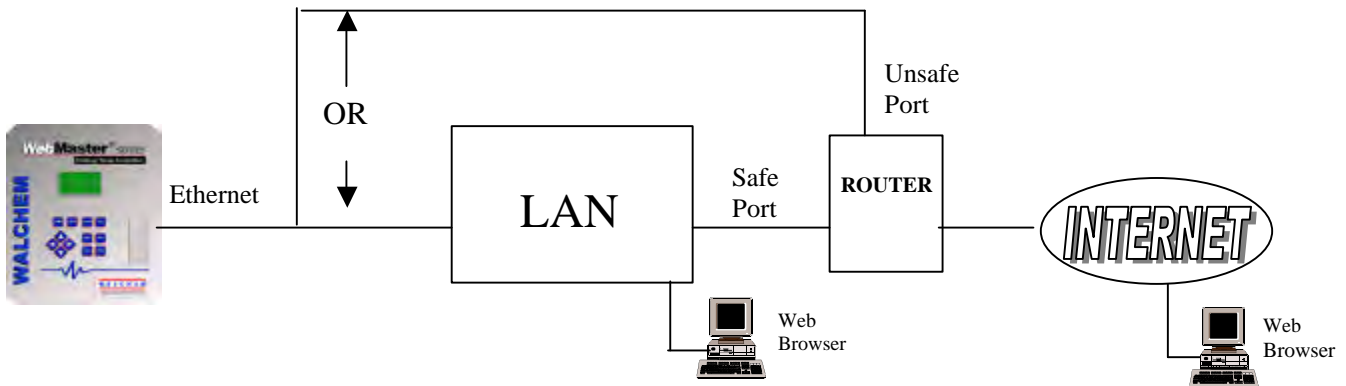 Unsafe
Port
OR
WebMaster®
WALCHEM
Ethernet
LAN
Safe
Port
ROUTER
INTERNET
Web
Browser
Web
Browser